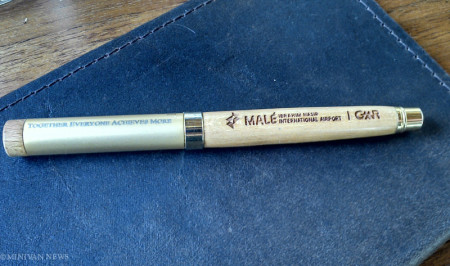 TOGETHER EVERYONE ACHIEVES MORE
MALÉ IBRAHIM NASIR
INTERNATIONAL AIRPORT | GMR
©MINIVAN NEWS